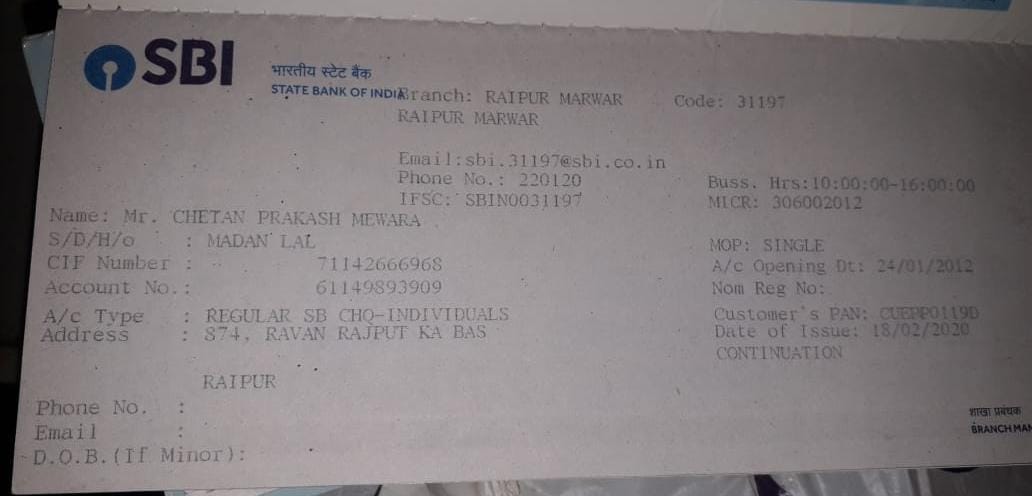 SBI
भारतीय स्टेट बैंक
STATE BANK OF INDIA Branch: RAIPUR MARWAR Code: 31197
RAIPUR MARWAR
Email:sbi.31197@sbi.co.in
Phone No.: 220120 Buss. Hrs:10:00:00-16:00:00
IFSC: SBIN0031197 MICR: 306002012
Name: Mr. CHETAN PRAKASH MEWARA
S/D/H/o : MADAN LAL MOP: SINGLE
CIF Number : 71142666968 A/c Opening Dt: 24/01/2012
Account No.: 61149893909 Nom Reg No:
A/c Type : REGULAR SB CHQ-INDIVIDUALS Customer's PAN:
Address : 874, RAVAN RAJPUT KA BAS Date of Issue: 18/02/2020
CONTINUATION
RAIPUR
Phone No. :
Email :
D.O.B.(If Minor):
शाखा प्रबंधक
BRANCH MAN